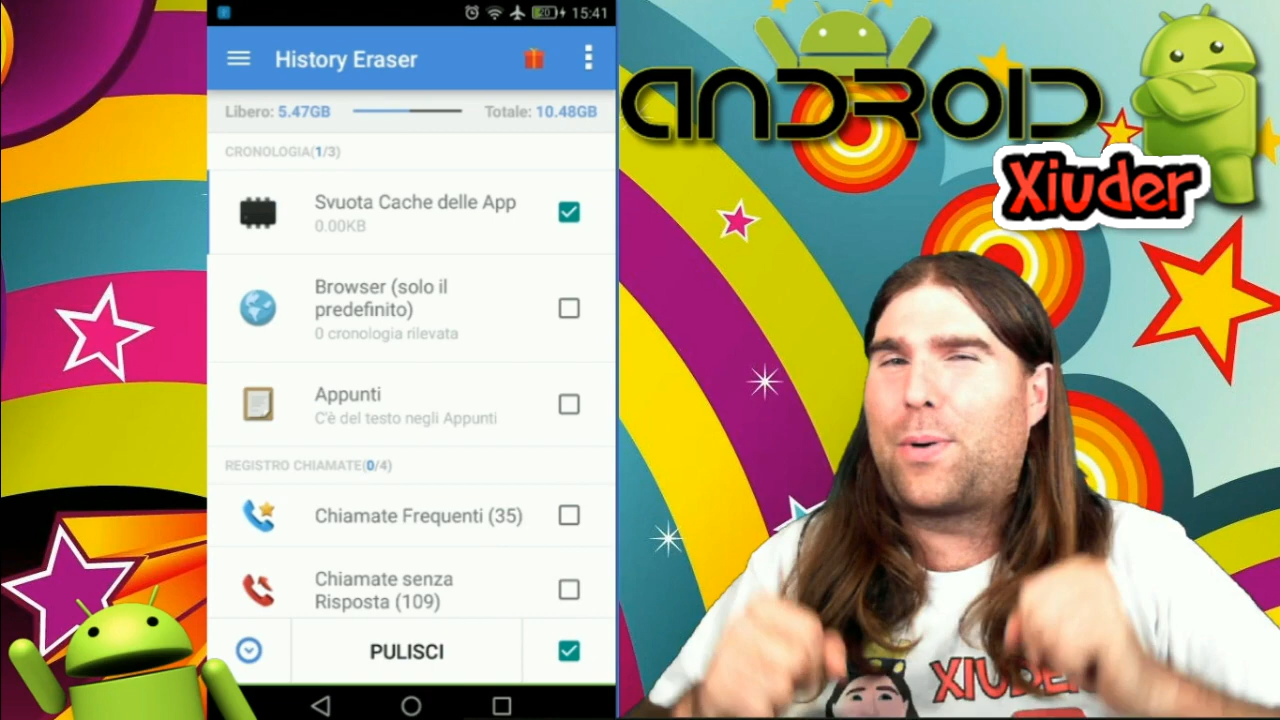 20 15:41
History Eraser
Libero: 5.47GB Totale: 10.48GB
CRONOLOGIA(1/3)
Svuota Cache delle App
0.00KB
Browser (solo il
predefinito)
0 cronologia rilevata
Appunti
C'è del testo negli Appunti
REGISTRO CHIAMATE(0/4)
Chiamate Frequenti (35)
Chiamate senza
Risposta (109)
PULISCI
ANDROID
Xiuder
XIUDER